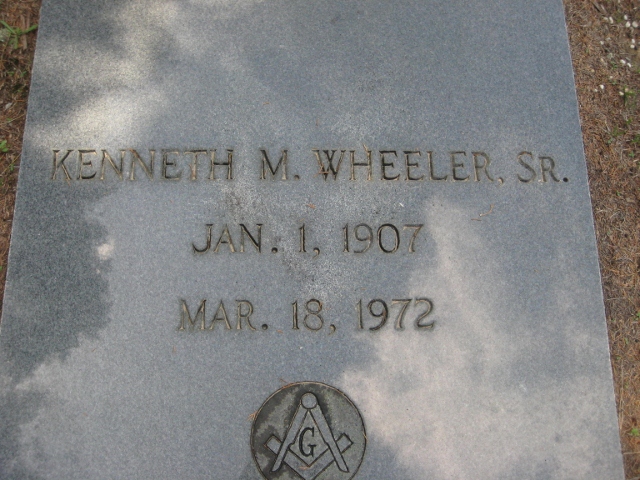 KENNETH M. WHEELER, SR.
JAN. 1, 1907
MAR. 18, 1972
G